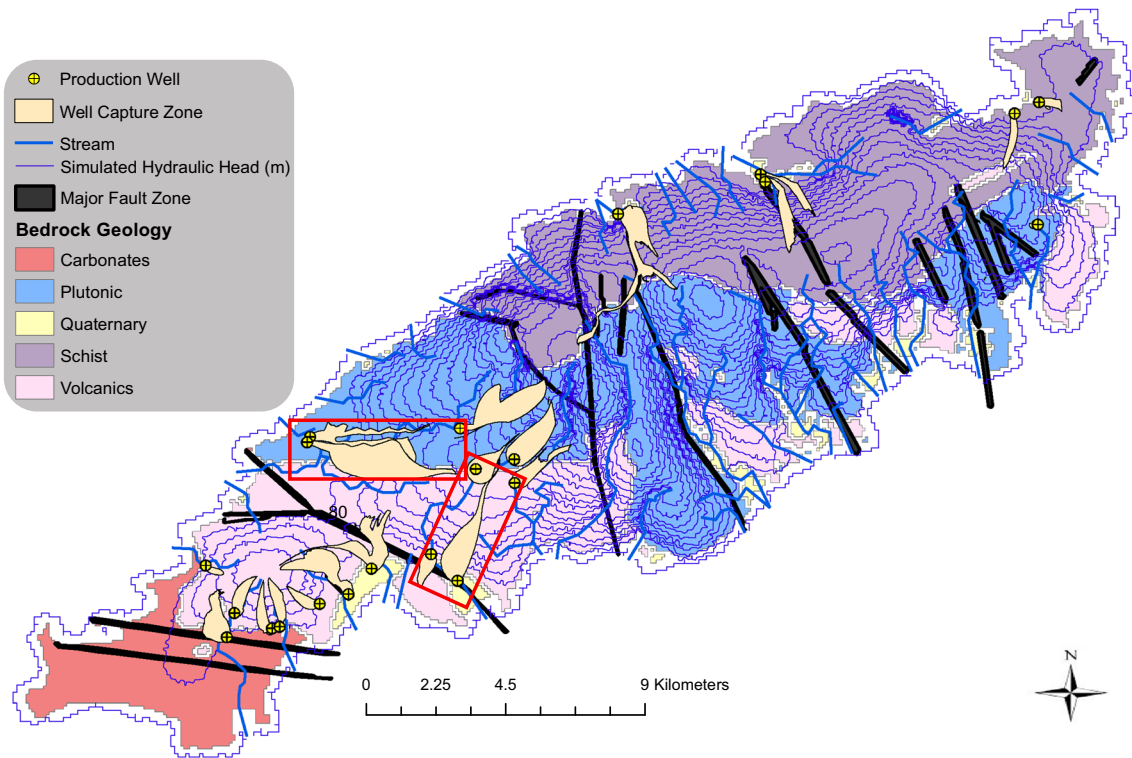 Production Well
Well Capture Zone
Stream
Simulated Hydraulic Head (m)
Major Fault Zone
Bedrock Geology
Carbonates
Plutonic
Quaternary
Schist
Volcanics
80
N
0 2.25 4.5 9 Kilometers